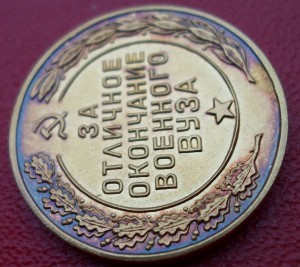 ЗА
ОТЛИЧНОЕ
ОКОНЧАНИЕ
ВОЕННОГО
ВУЗА